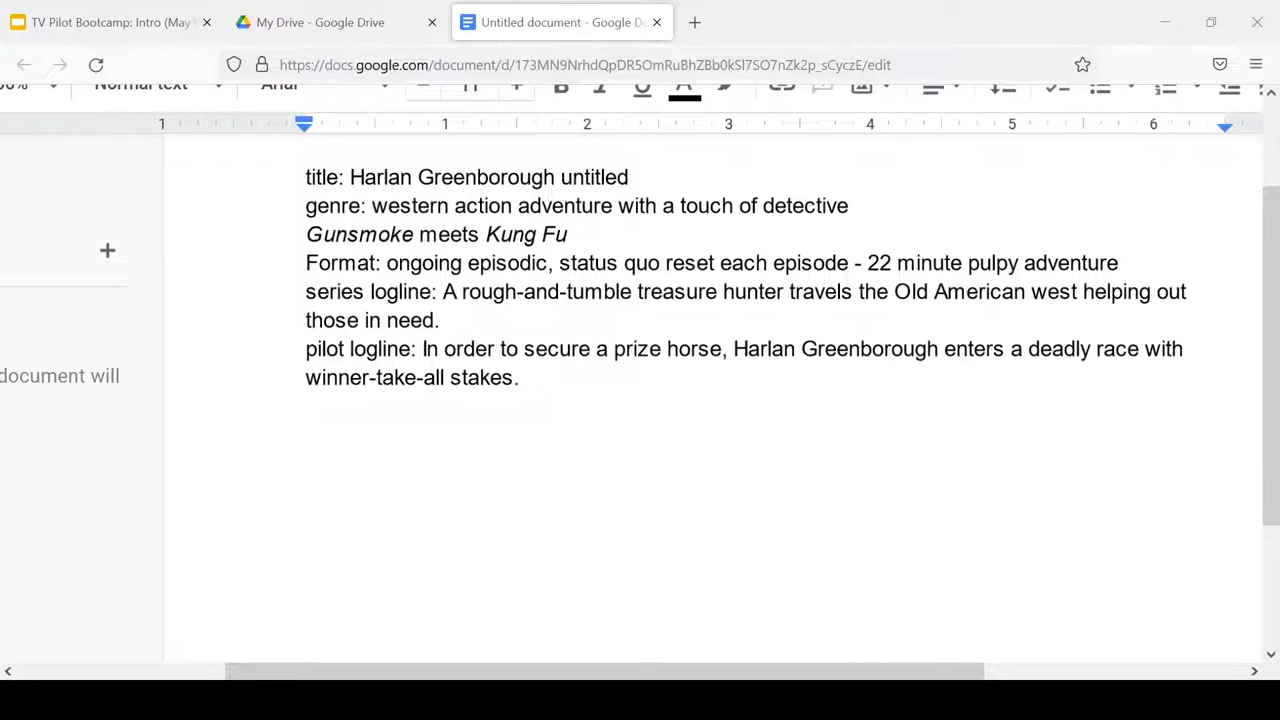 TV Pilot Bootcamp: Intro (May
My Drive - Google Drive
Untitled document - Google Do
https://docs.google.com/document/d/173MN9NrhdQpDR5OmRuBhZBb0kSl7SO7nZk2p_sCyczE/edit
Normal text Arial 11
1 1 2 3 4 5 6
title: Harlan Greenborough untitled
genre: western action adventure with a touch of detective
Gunsmoke meets Kung Fu
Format: ongoing episodic, status quo reset each episode - 22 minute pulpy adventure
series logline: A rough-and-tumble treasure hunter travels the Old American west helping out
those in need.
pilot logline: In order to secure a prize horse, Harlan Greenborough enters a deadly race with
winner-take-all stakes.
document will